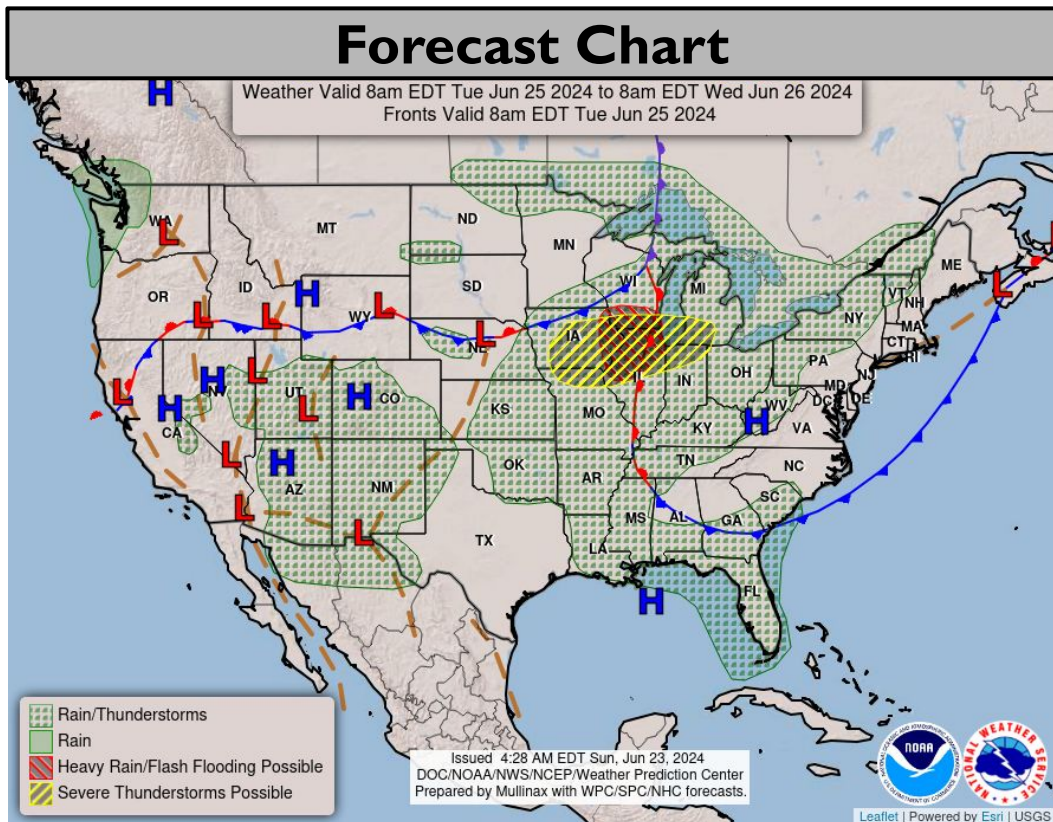 Forecast Chart
Weather Valid 8am EDT Tue Jun 25 2024 to 8am EDT Wed Jun 26 2024
Fronts Valid 8am EDT Tue Jun 25 2024
H
WA
L
MT
ND
MN
ME
L
OR
ID
H
WY
L
SD
WI
MI
VT
NH
NY
MA
CT
RI
L
L
L
NE
IA
IL
IN
OH
PA
NJ
MD
DE
DC
L
H
NV
L
UT
L
H
CO
KS
MO
KY
WV
H
VA
H
CA
L
H
AZ
NM
OK
AR
TN
NC
SC
L
L
TX
MS
AL
GA
LA
H
FL
Rain/Thunderstorms
Rain
Heavy Rain/Flash Flooding Possible
Severe Thunderstorms Possible
Issued 4:28 AM EDT Sun, Jun 23, 2024
DOC/NOAA/NWS/NCEP/Weather Prediction Center
Prepared by Mullinax with WPC/SPC/NHC forecasts.
NOAA
NATIONAL WEATHER SERVICE
Leaflet | Powered by Esri | USGS